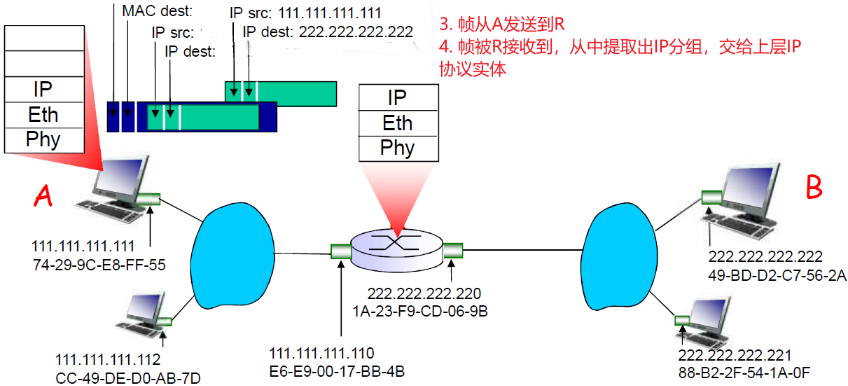 MAC dest:
IP src: 111.111.111.111
IP src:
IP dest: 222.222.222.222
IP dest:
3. 帧从A发送到R
4. 帧被R接收到，从中提取出IP分组，交给上层IP
协议实体
IP
Eth
Phy
IP
Eth
Phy
A
B
111.111.111.111
74-29-9C-E8-FF-55
222.222.222.222
49-BD-D2-C7-56-2A
222.222.222.220
1A-23-F9-CD-06-9B
111.111.111.112
CC-49-DE-D0-AB-7D
111.111.111.110
E6-E9-00-17-BB-4B
222.222.222.221
88-B2-2F-54-1A-0F